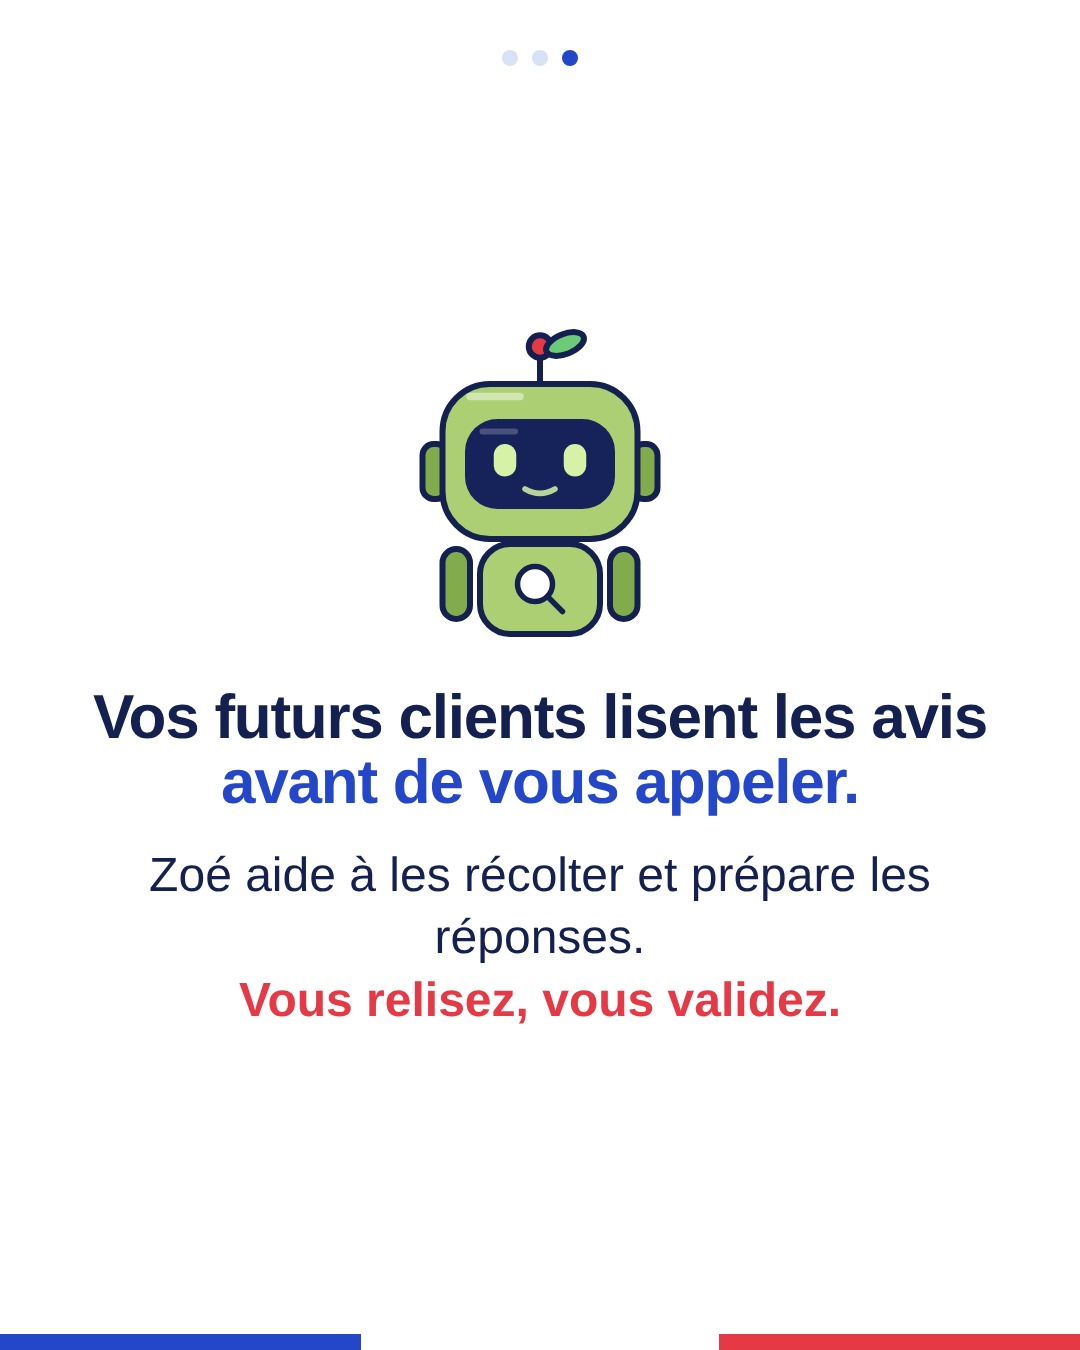 Vos futurs clients lisent les avis
avant de vous appeler.
Zoé aide à les récolter et prépare les
réponses.
Vous relisez, vous validez.